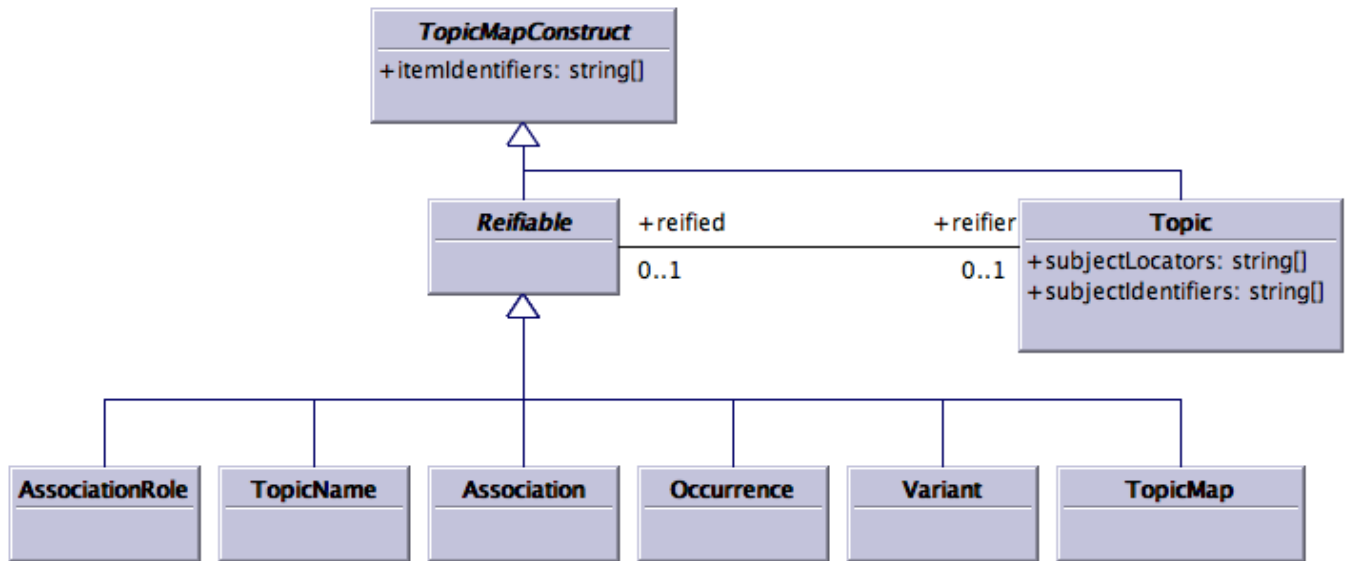 TopicMapConstruct
+itemIdentifiers: string[]
Reifiable
+reified
+reifier
0..1
0..1
Topic
+subjectLocators: string[]
+subjectIdentifiers: string[]
AssociationRole
TopicName
Association
Occurrence
Variant
TopicMap